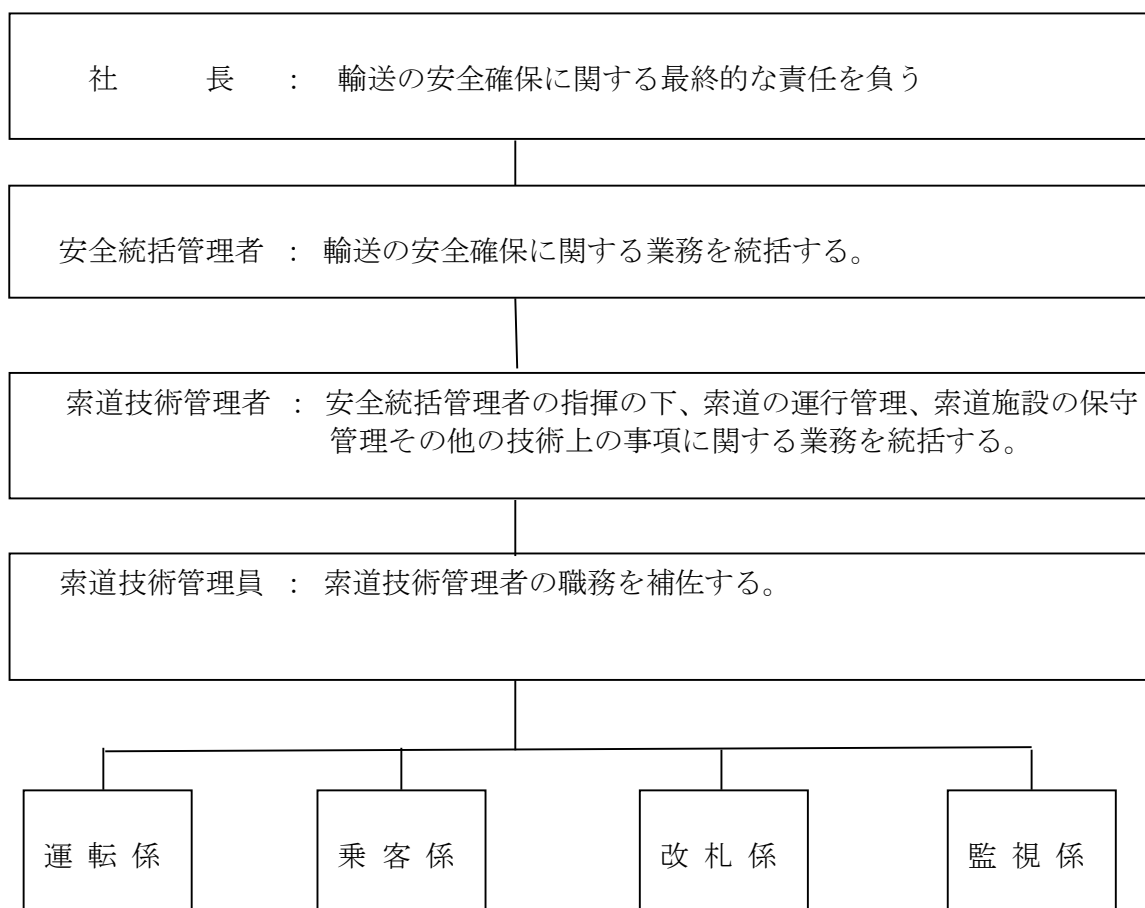 社　　長　:　輸送の安全確保に関する最終的な責任を負う
安全統括管理者　:　輸送の安全確保に関する業務を統括する。
索道技術管理者　:　安全統括管理者の指揮の下、索道の運行管理、索道施設の保守
管理その他の技術上の事項に関する業務を統括する。
索道技術管理員　:　索道技術管理者の職務を補佐する。
運 転 係　乗 客 係　改 札 係　監 視 係